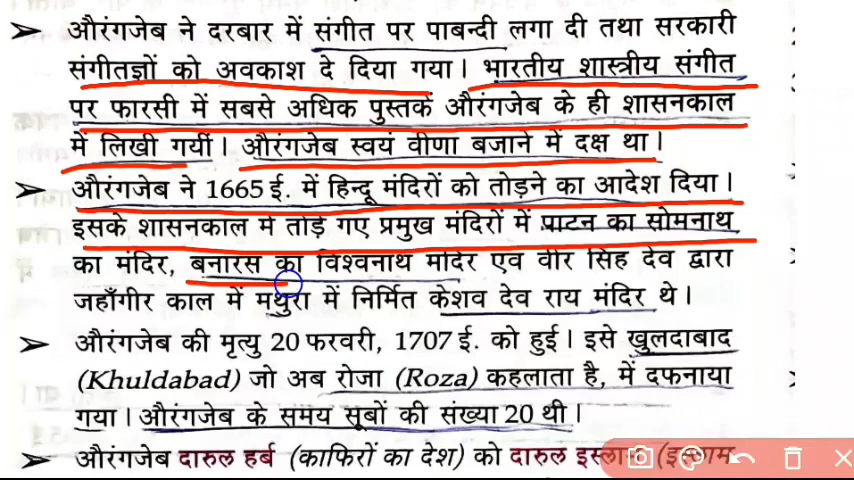 ➢ औरंगजेब ने दरबार में संगीत पर पाबन्दी लगा दी तथा सरकारी
संगीतज्ञों को अवकाश दे दिया गया। भारतीय शास्त्रीय संगीत
पर फारसी में सबसे अधिक पुस्तकें औरंगजेब के ही शासनकाल
में लिखी गयीं। औरंगजेब स्वयं वीणा बजाने में दक्ष था।
➢ औरंगजेब ने 1665 ई. में हिन्दू मंदिरों को तोड़ने का आदेश दिया।
इसके शासनकाल में तोड़े गए प्रमुख मंदिरों में पाटन का सोमनाथ
का मंदिर, बनारस का विश्वनाथ मंदिर एवं वीर सिंह देव द्वारा
जहाँगीर काल में मथुरा में निर्मित केशव देव राय मंदिर थे।
➢ औरंगजेब की मृत्यु 20 फरवरी, 1707 ई. को हुई। इसे खुलदाबाद
(Khuldabad) जो अब रोजा (Roza) कहलाता है, में दफनाया
गया। औरंगजेब के समय सूबों की संख्या 20 थी।
➢ औरंगजेब दारुल हर्ब (काफिरों का देश) को दारुल इस्लाम (इस्लाम